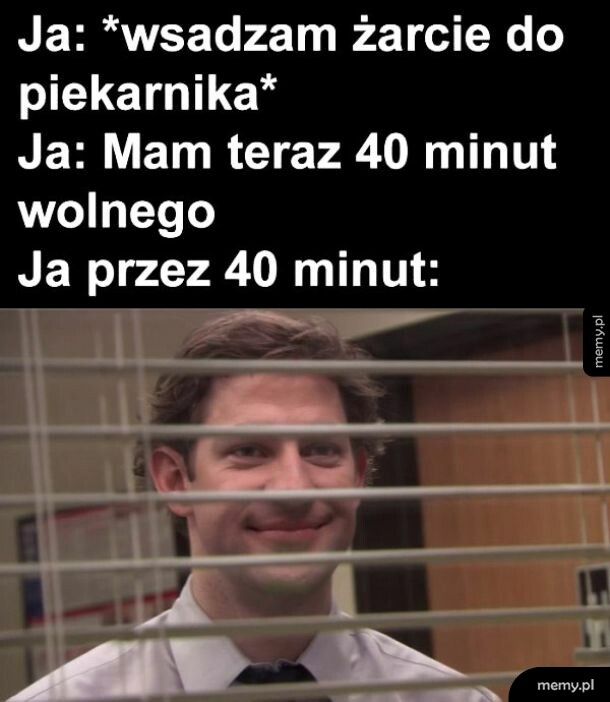 Ja: *wsadzam żarcie do
piekarnika*
Ja: Mam teraz 40 minut
wolnego
Ja przez 40 minut:
memy.pl
memy.pl